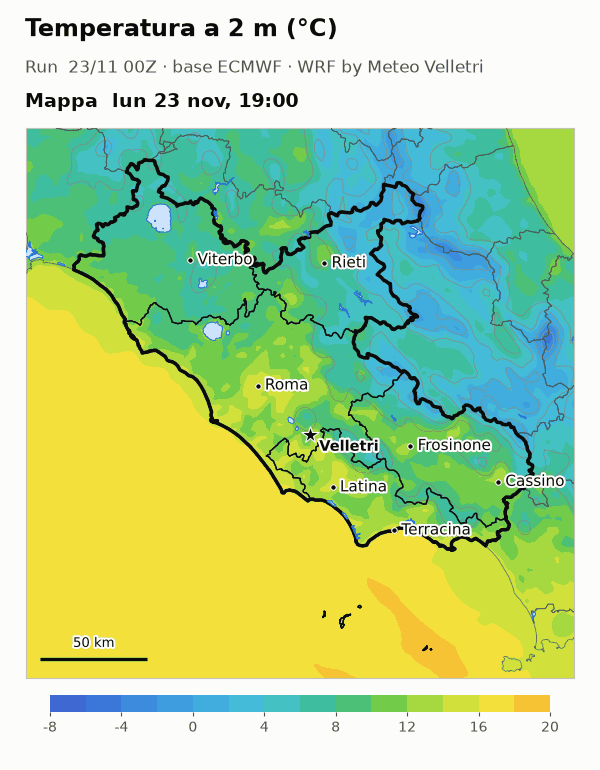 Temperatura a 2 m (°C)
Run  23/11 00Z · base ECMWF · WRF by Meteo Velletri
Mappa  lun 23 nov, 19:00
Viterbo
Rieti
Roma
Velletri
Frosinone
Cassino
Latina
Terracina
50 km
-8 -4 0 4 8 12 16 20